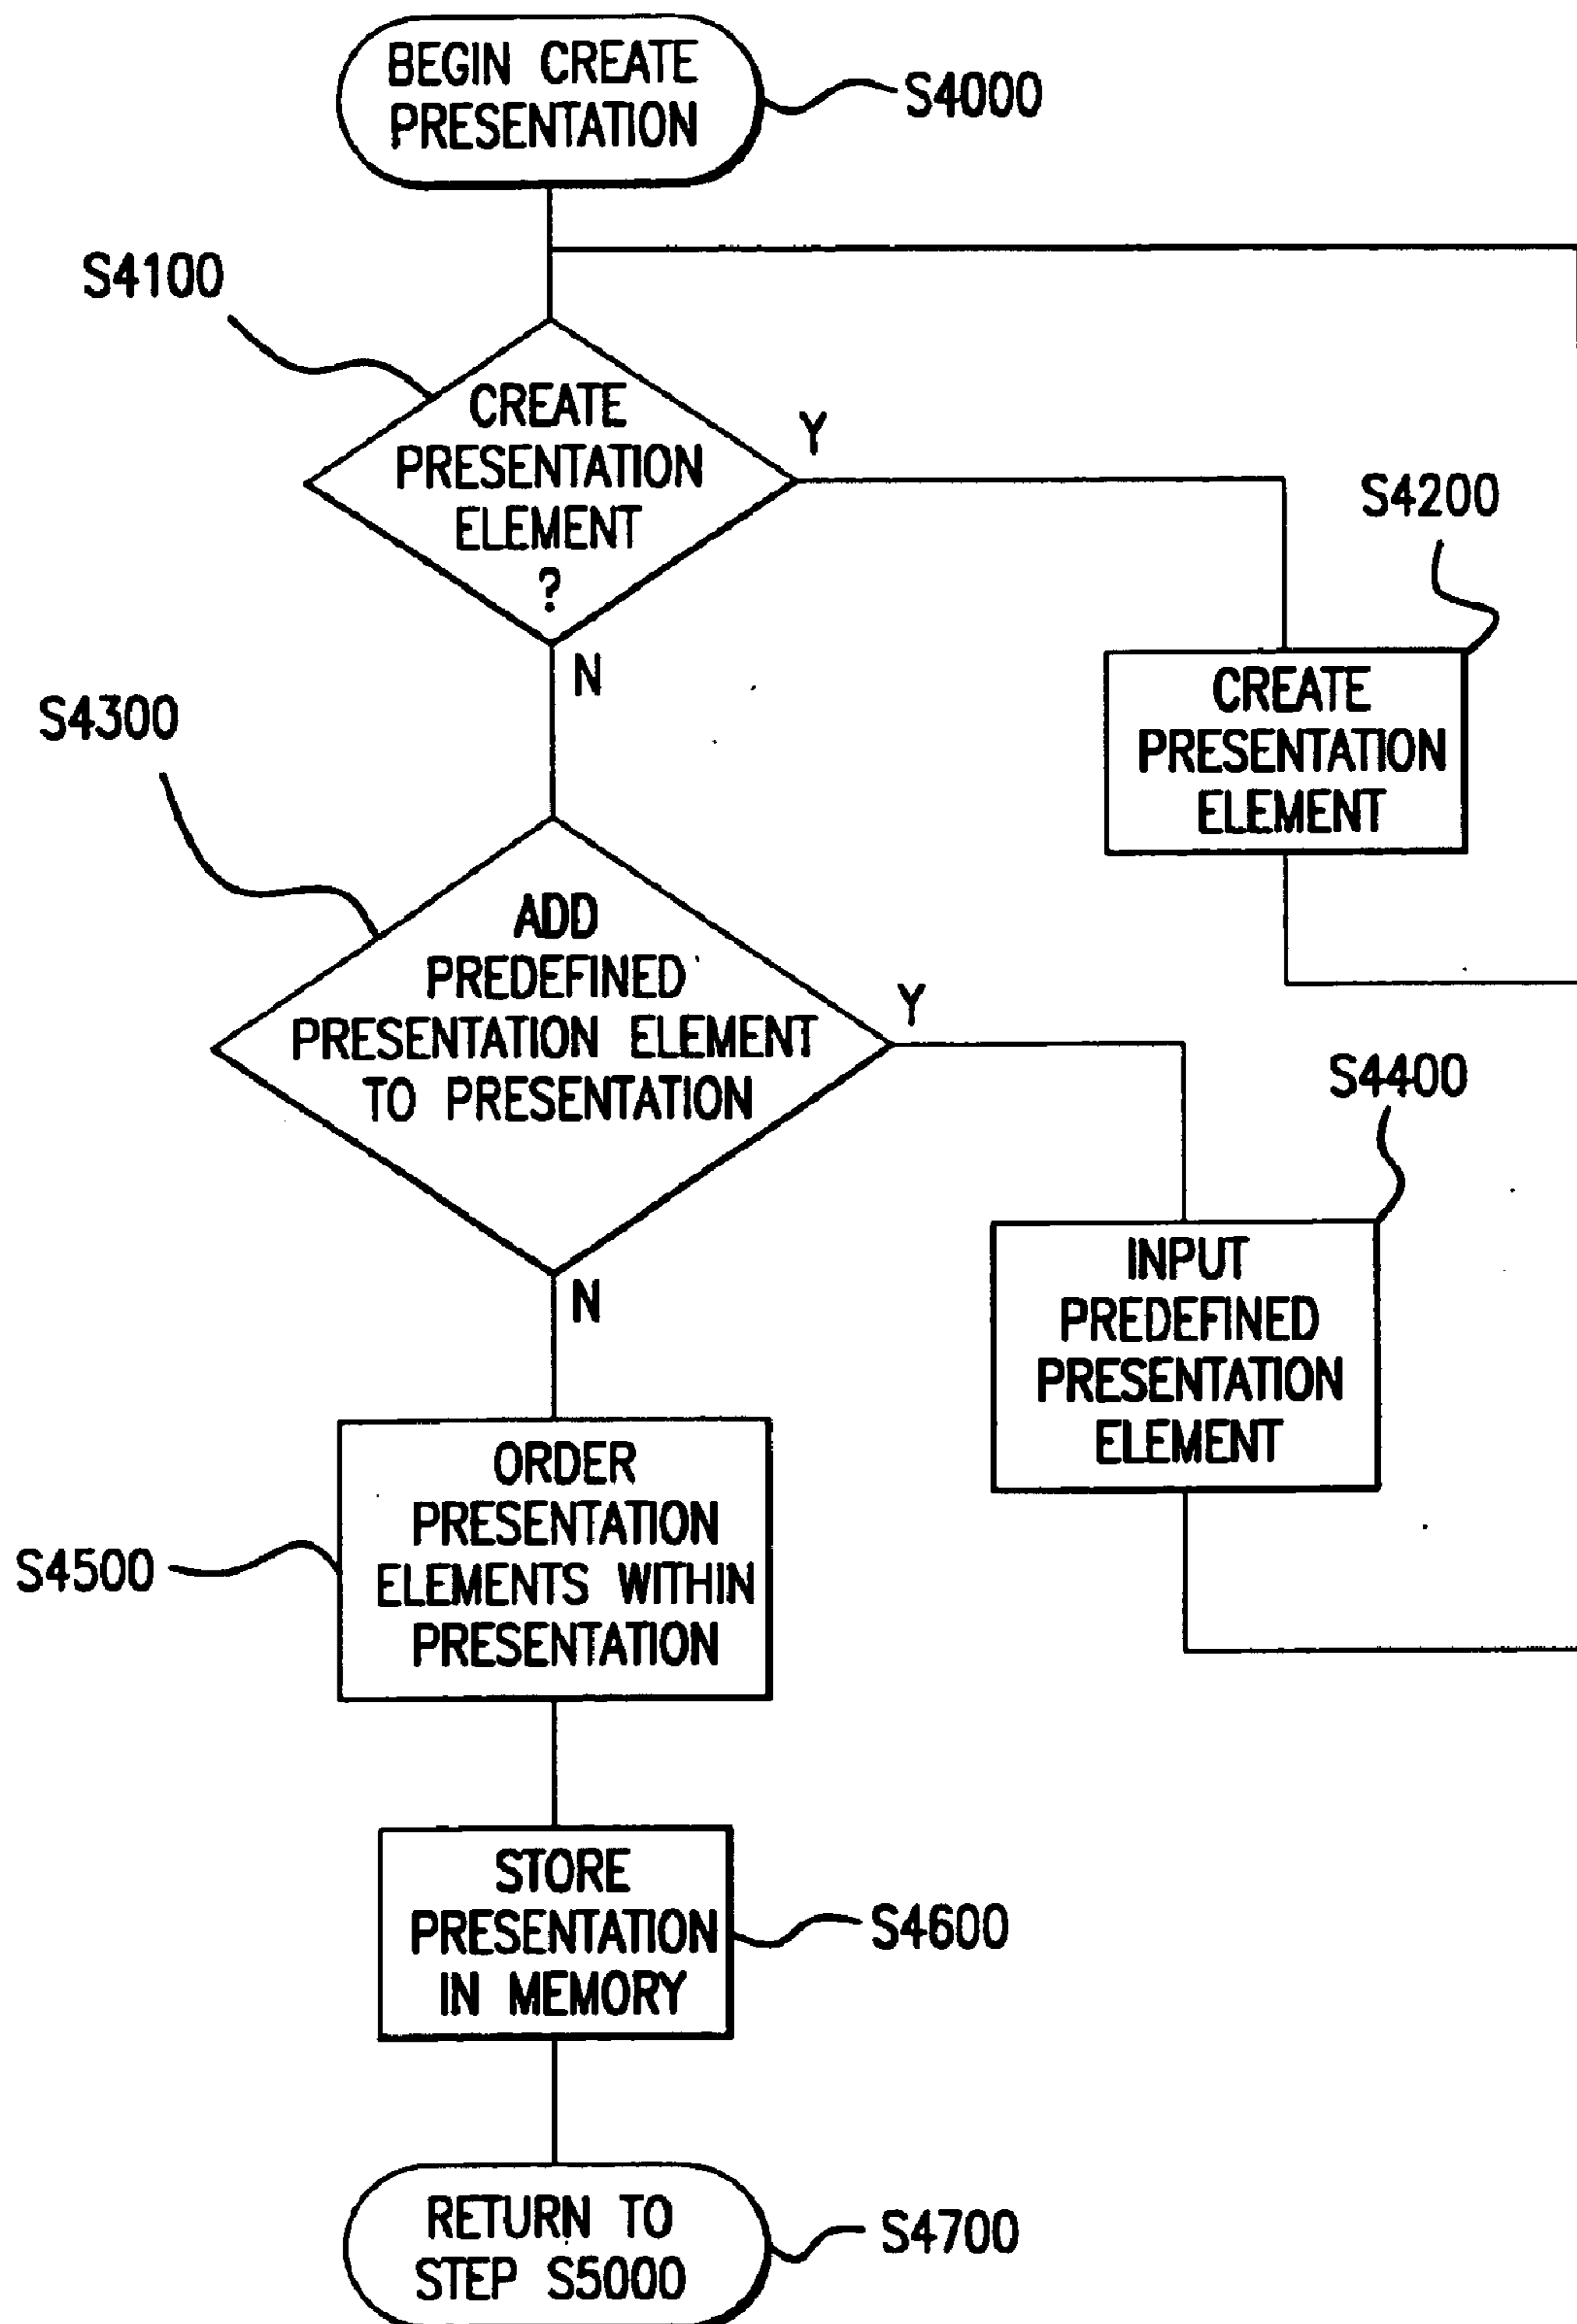 BEGIN CREATE
PRESENTATION
S4000
S4100
CREATE
PRESENTATION
ELEMENT
?
Y
N
S4200
CREATE
PRESENTATION
ELEMENT
S4300
ADD
PREDEFINED
PRESENTATION ELEMENT
TO PRESENTATION
Y
N
S4400
INPUT
PREDEFINED
PRESENTATION
ELEMENT
S4500
ORDER
PRESENTATION
ELEMENTS WITHIN
PRESENTATION
STORE
PRESENTATION
IN MEMORY
S4600
RETURN TO
STEP S5000
S4700